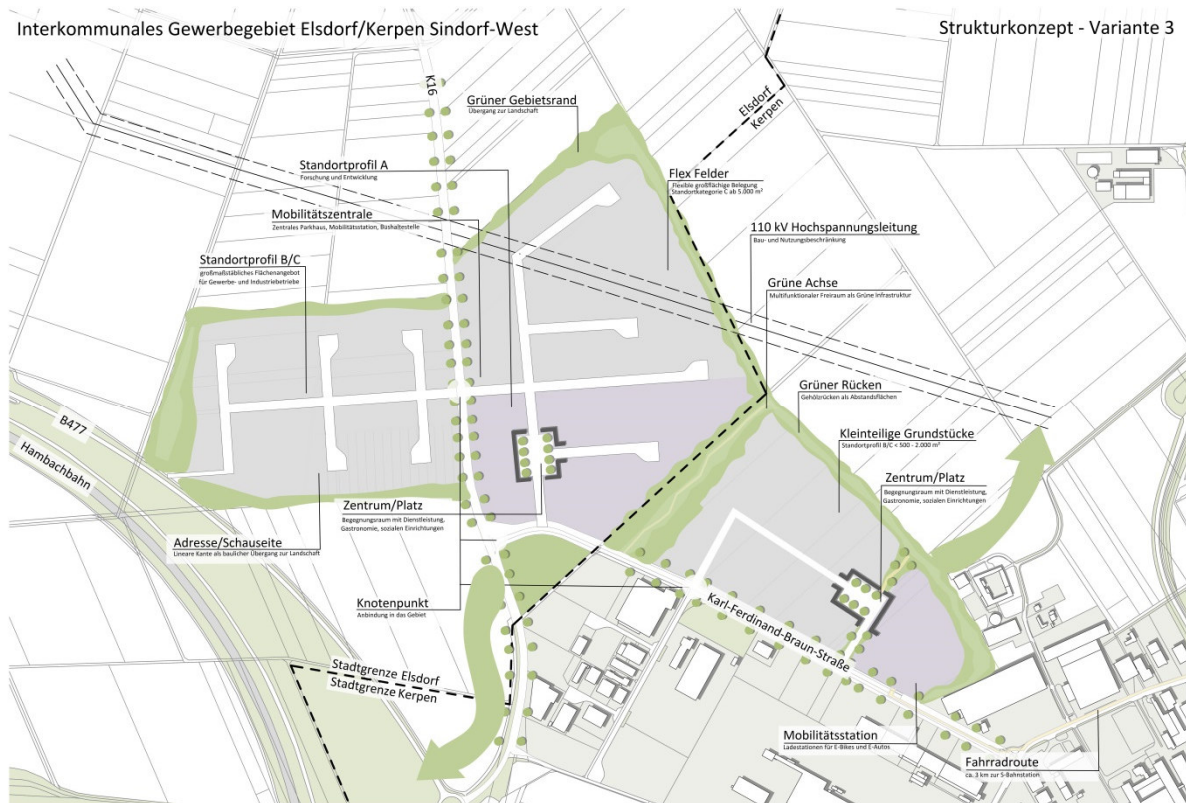 Interkommunales Gewerbegebiet Elsdorf/Kerpen Sindorf-West
Strukturkonzept - Variante 3
K16
Elsdorf
Kerpen
Grüner Gebietsrand
Übergang zur Landschaft
Standortprofil A
Forschung und Entwicklung
Flex Felder
Flexible großflächige Belegung
Standortkategorie C ab 5.000 m²
Mobilitätszentrale
Zentrales Parkhaus, Mobilitätsstation, Bushaltestelle
110 kV Hochspannungsleitung
Bau- und Nutzungsbeschränkung
Standortprofil B/C
großmaßstäbliches Flächenangebot
für Gewerbe- und Industriebetriebe
Grüne Achse
Multifunktionaler Freiraum als Grüne Infrastruktur
Grüner Rücken
Gehölzrücken als Abstandsflächen
B477
Hambachbahn
Kleinteilige Grundstücke
Standortprofil B/C < 500 - 2.000 m²
Zentrum/Platz
Begegnungsraum mit Dienstleistung,
Gastronomie, sozialen Einrichtungen
Zentrum/Platz
Begegnungsraum mit Dienstleistung,
Gastronomie, sozialen Einrichtungen
Adresse/Schauseite
Lineare Kante als baulicher Übergang zur Landschaft
Knotenpunkt
Anbindung in das Gebiet
Karl-Ferdinand-Braun-Straße
Stadtgrenze Elsdorf
Stadtgrenze Kerpen
Mobilitätsstation
Ladestationen für E-Bikes und E-Autos
Fahrradroute
ca. 3 km zur S-Bahnstation